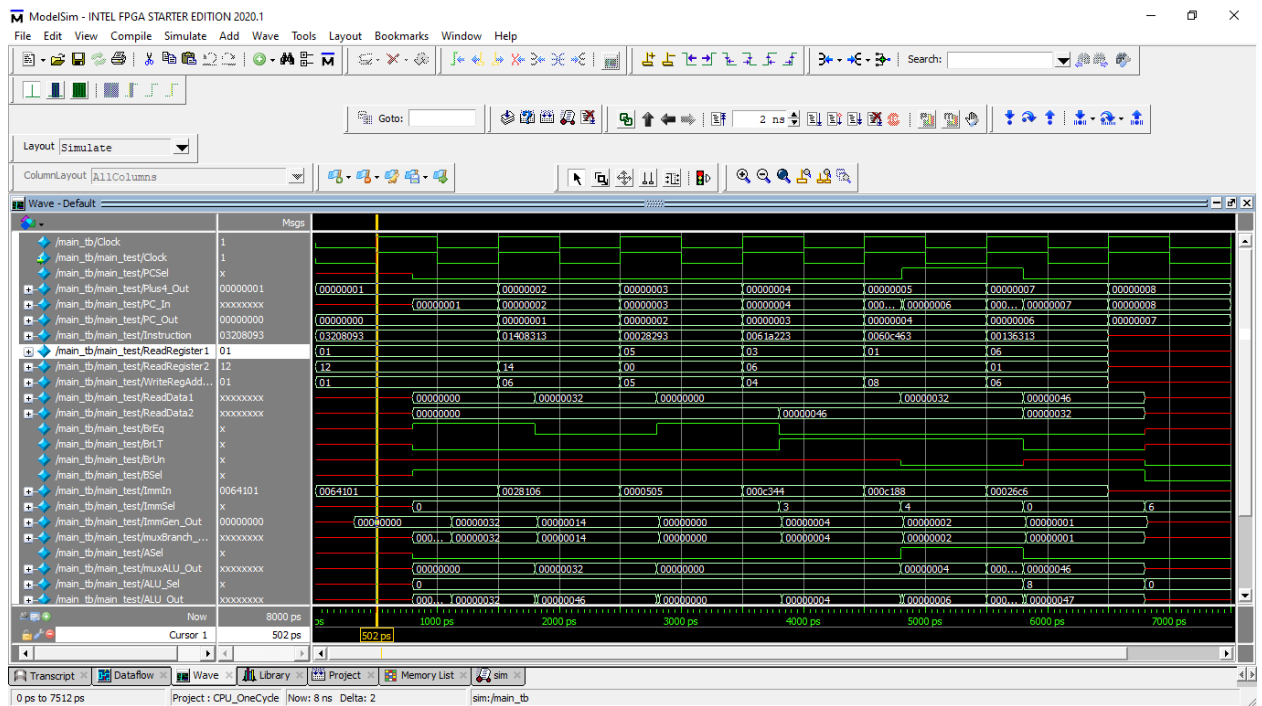 ModelSim - INTEL FPGA STARTER EDITION 2020.1
File Edit View Compile Simulate Add Wave Tools Layout Bookmarks Window Help
Search:
Goto: 2 ns
Layout Simulate
ColumnLayout AllColumns
Wave - Default
Msgs
/main_tb/Clock 1
/main_tb/main_test/Clock 1
/main_tb/main_test/PCSel x
/main_tb/main_test/Plus4_Out 00000001 00000001 00000002 00000003 00000004 00000005 00000007 00000008
/main_tb/main_test/PC_In xxxxxxxx 00000001 00000002 00000003 00000004 000... 00000006 000... 00000007 00000008
/main_tb/main_test/PC_Out 00000000 00000000 00000001 00000002 00000003 00000004 00000006 00000007
/main_tb/main_test/Instruction 03208093 03208093 01408313 00028293 0061a223 0060c463 00136313
/main_tb/main_test/ReadRegister1 01 01 05 03 01 06
/main_tb/main_test/ReadRegister2 12 12 14 00 06 01
/main_tb/main_test/WriteRegAdd... 01 01 06 05 04 08 06
/main_tb/main_test/ReadData1 xxxxxxxx 00000000 00000032 00000000 00000032 00000046
/main_tb/main_test/ReadData2 xxxxxxxx 00000000 00000046 00000032
/main_tb/main_test/BrEq x
/main_tb/main_test/BrLT x
/main_tb/main_test/BrUn x
/main_tb/main_test/BSel x
/main_tb/main_test/ImmIn 0064101 0064101 0028106 0000505 000c344 000c188 00026c6
/main_tb/main_test/ImmSel x 0 3 4 0 6
/main_tb/main_test/ImmGen_Out 00000000 00000000 00000032 00000014 00000000 00000004 00000002 00000001
/main_tb/main_test/muxBranch_... xxxxxxxx 000... 00000032 00000014 00000000 00000004 00000002 00000001
/main_tb/main_test/ASel x
/main_tb/main_test/muxALU_Out xxxxxxxx 00000000 00000032 00000000 00000004 000... 00000046
/main_tb/main_test/ALU_Sel x 0 8 0
/main_tb/main_test/ALU_Out xxxxxxxx 000... 00000032 00000046 00000000 00000004 00000006 000... 00000047
Now 8000 ps ps 1000 ps 2000 ps 3000 ps 4000 ps 5000 ps 6000 ps 7000 ps
Cursor 1 502 ps 502 ps
Transcript Dataflow Wave Library Project Memory List sim
0 ps to 7512 ps Project : CPU_OneCycle Now: 8 ns Delta: 2 sim:/main_tb